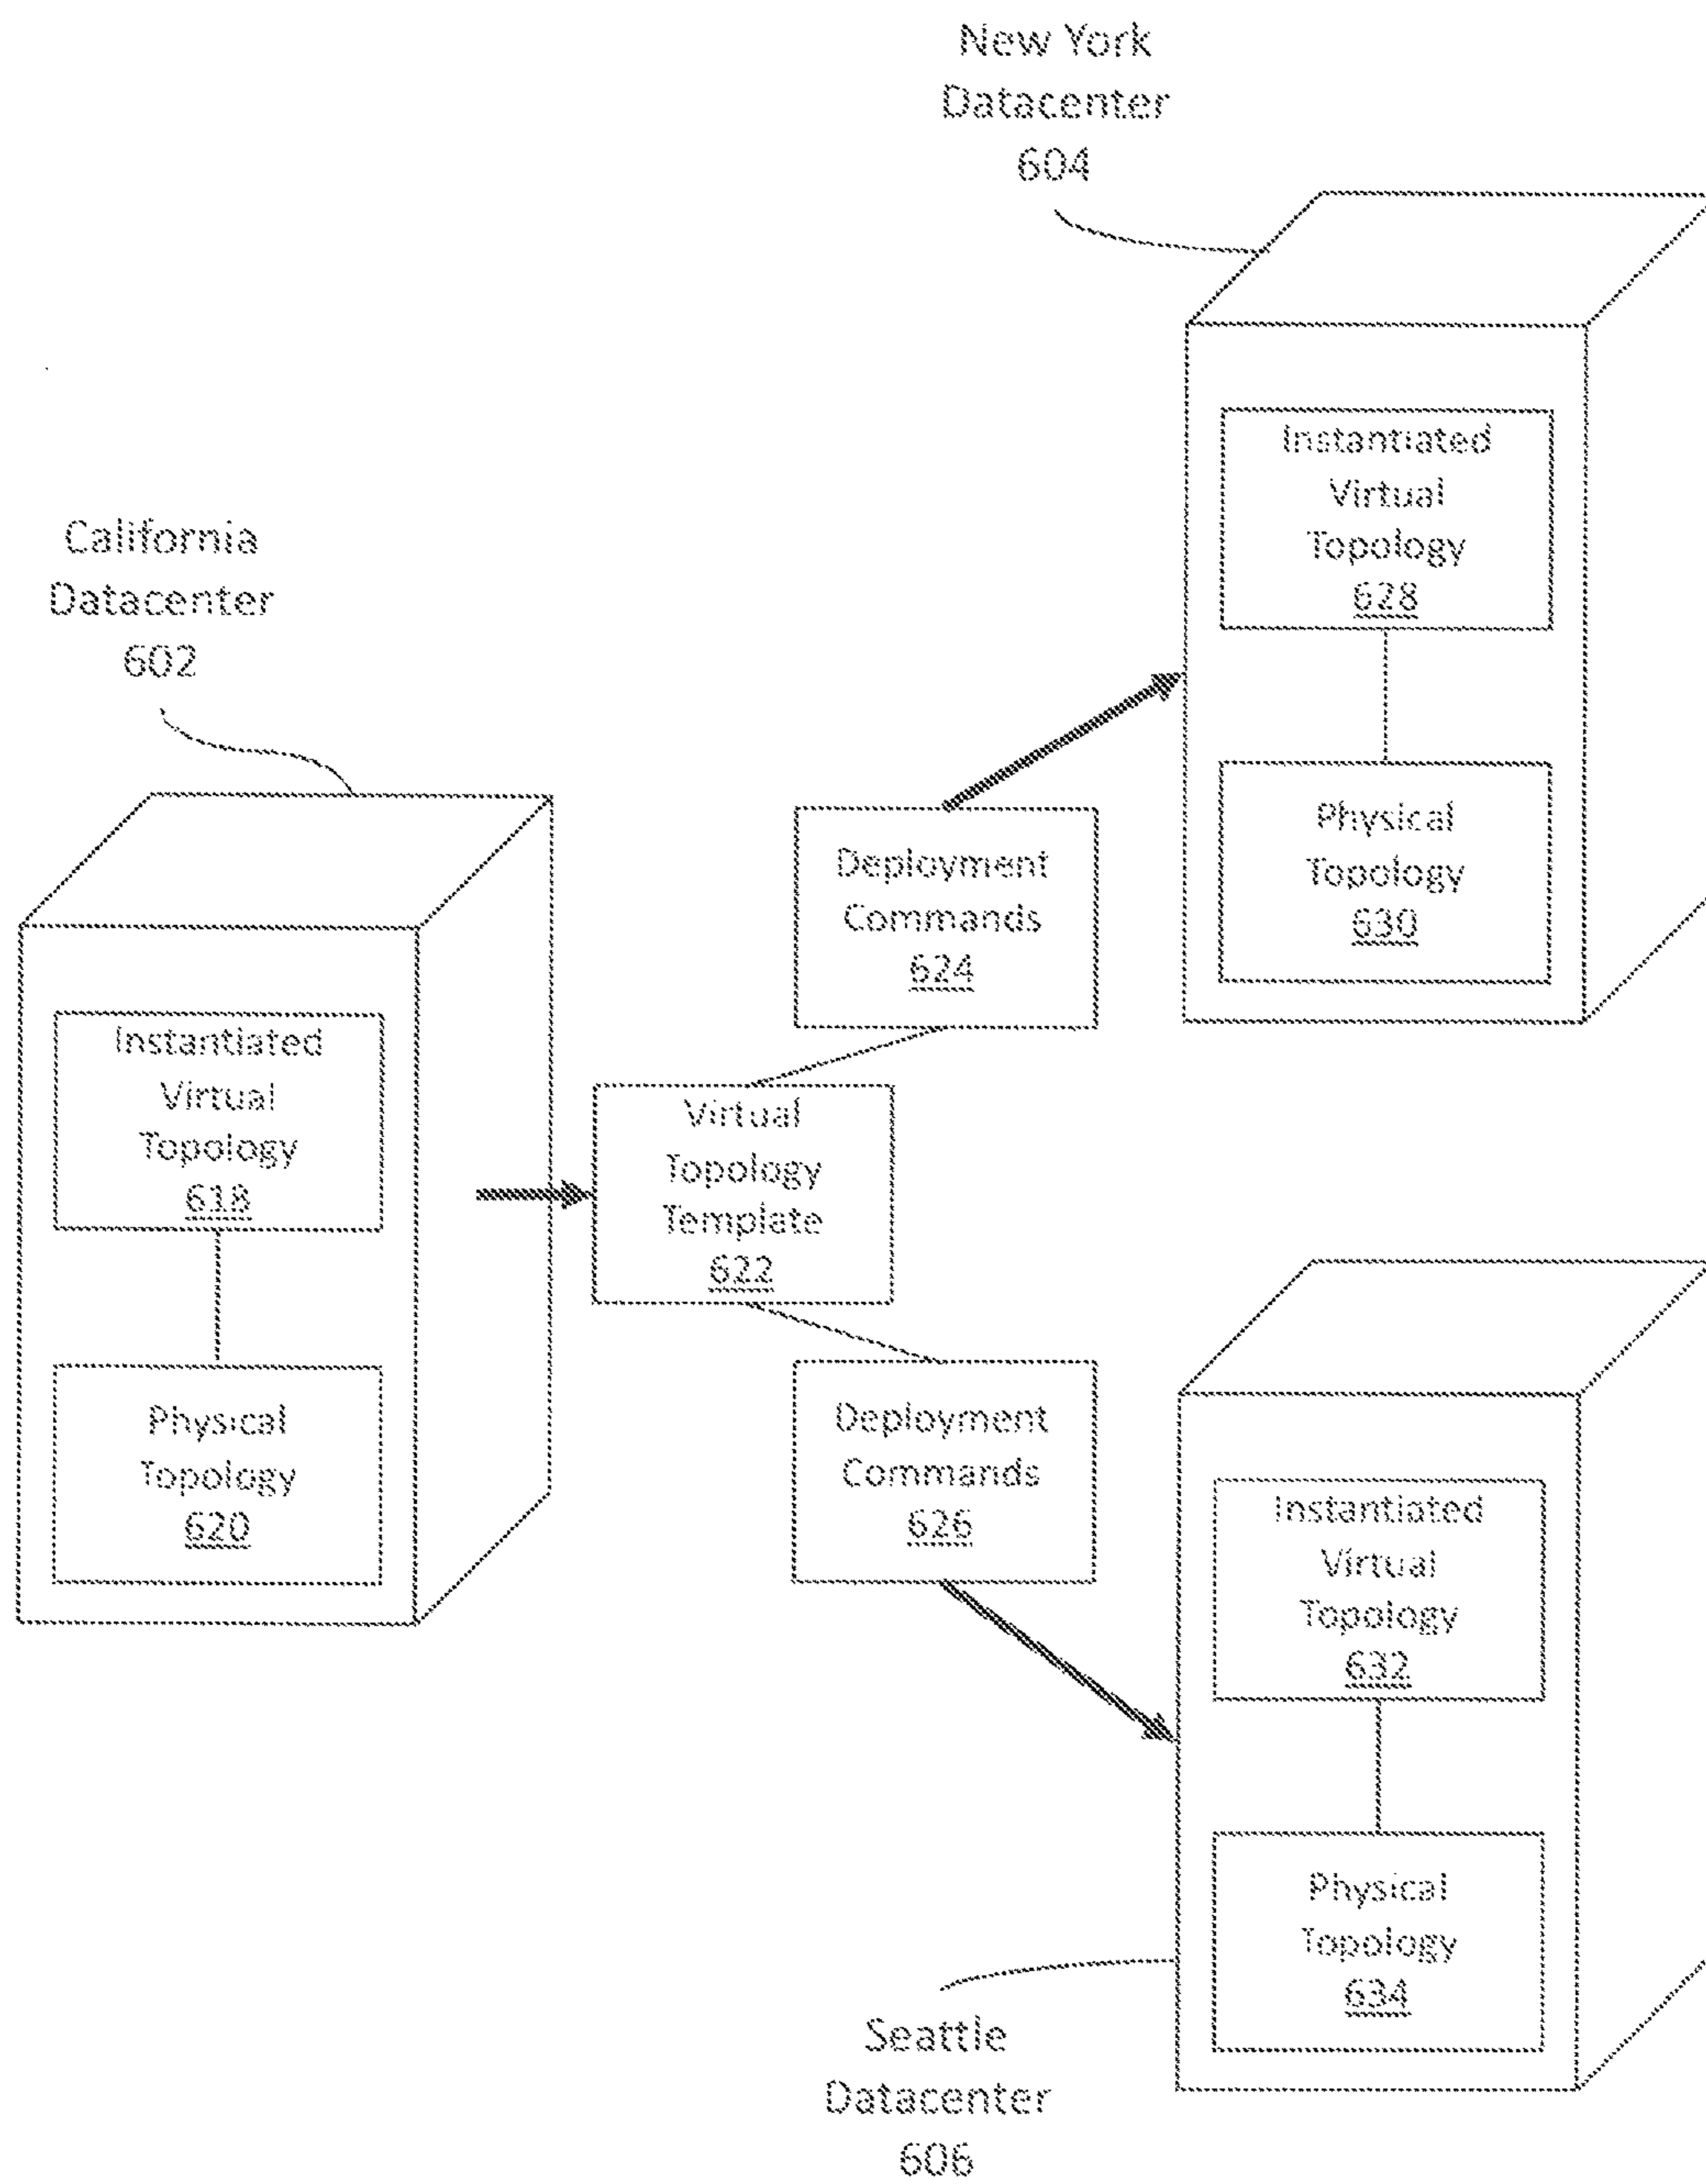 New York
Datacenter
604
Instantiated
Virtual
Topology
628
Physical
Topology
630
California
Datacenter
602
Instantiated
Virtual
Topology
618
Physical
Topology
620
Deployment
Commands
624
Virtual
Topology
Template
622
Deployment
Commands
626
Instantiated
Virtual
Topology
632
Physical
Topology
634
Seattle
Datacenter
606